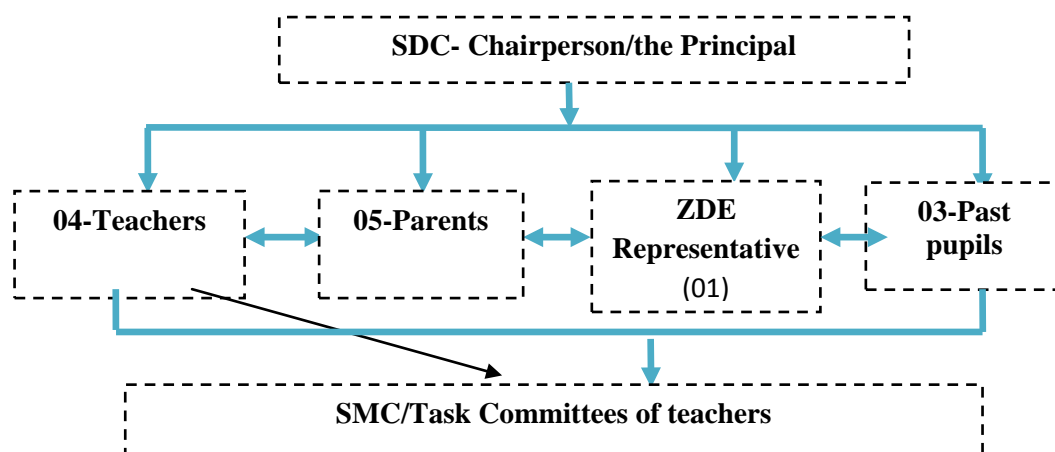 SDC- Chairperson/the Principal
04-Teachers
05-Parents
ZDE
Representative
(01)
03-Past
pupils
SMC/Task Committees of teachers